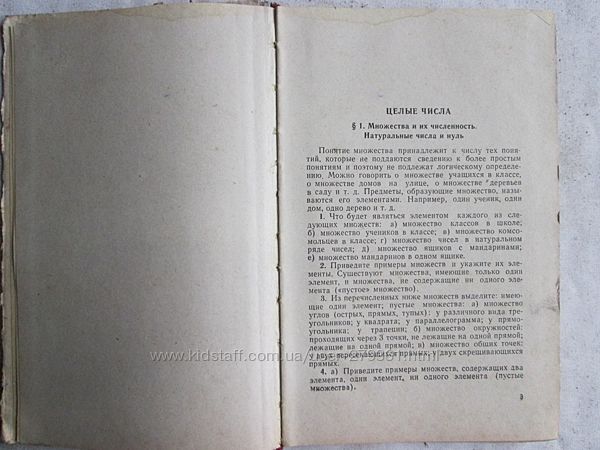 ЦЕЛЫЕ ЧИСЛА
§ 1. Множества и их численность.
Натуральные числа и нуль
Понятие множества принадлежит к числу тех поня-
тий, которые не поддаются сведению к более простым
понятиям и поэтому не подлежат логическому определе-
нию. Можно говорить о множестве учащихся в классе,
о множестве домов на улице, о множестве деревьев
в саду и т. д. Предметы, образующие множество, назы-
ваются его элементами. Например, один ученик, один
дом, одно дерево и т. д.
1. Что будет являться элементом каждого из сле-
дующих множеств: а) множество классов в школе;
б) множество учеников в классе; в) множество комсо-
мольцев в классе; г) множество чисел в натуральном
ряде чисел; д) множество ящиков с мандаринами;
е) множество мандаринов в одном ящике.
2. Приведите примеры множеств и укажите их эле-
менты. Существуют множества, имеющие только один
элемент, и множества, не содержащие ни одного элемен-
та («пустое» множество).
3. Из перечисленных ниже множеств выделите: имею-
щие один элемент; пустые множества: а) множество
углов (острых, прямых, тупых): у различного вида тре-
угольников; у квадрата; у параллелограмма; у прямо-
угольника; у трапеции; б) множество окружностей:
проходящих через 3 точки, не лежащие на одной прямой;
лежащие на одной прямой; в) множество общих точек:
у двух пересекающихся прямых; у двух скрещивающихся
прямых.
4. а) Приведите примеры множеств, содержащих два
элемента, один элемент, ни одного элемента (пустые
множества).
3